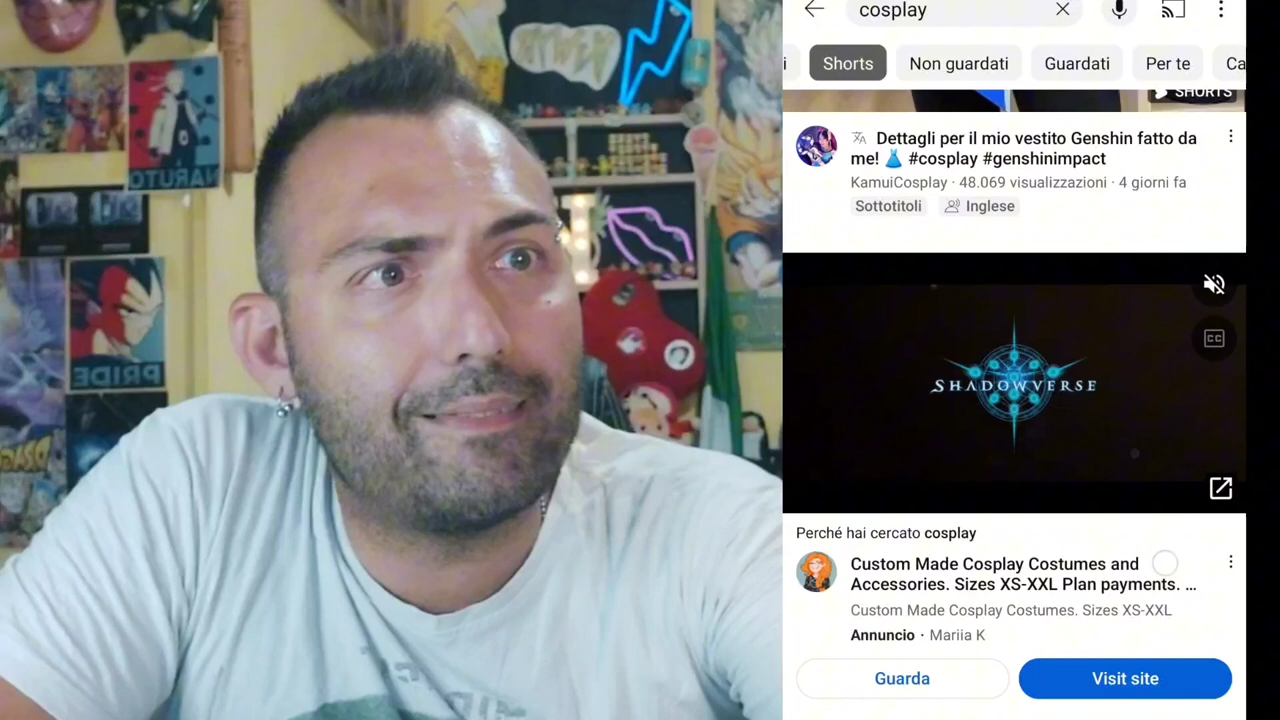 NARUTO
PRIDE
DRAGON
cosplay
i
Shorts
Non guardati
Guardati
Per te
Ca
SHORTS
Dettagli per il mio vestito Genshin fatto da
me! 👗 #cosplay #genshinimpact
KamuiCosplay · 48.069 visualizzazioni · 4 giorni fa
Sottotitoli
Inglese
CC
SHADOWVERSE
Perché hai cercato cosplay
Custom Made Cosplay Costumes and
Accessories. Sizes XS-XXL Plan payments. ...
Custom Made Cosplay Costumes. Sizes XS-XXL
Annuncio · Mariia K
Guarda
Visit site